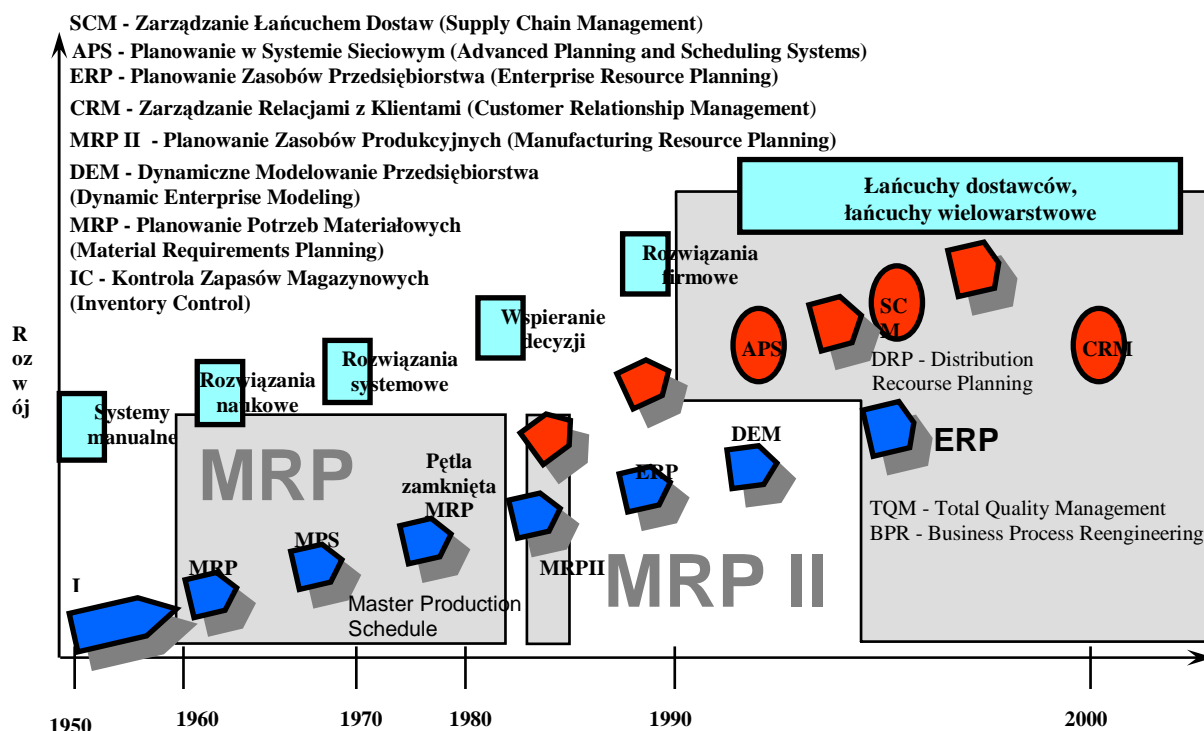 SCM - Zarządzanie Łańcuchem Dostaw (Supply Chain Management)
APS - Planowanie w Systemie Sieciowym (Advanced Planning and Scheduling Systems)
ERP - Planowanie Zasobów Przedsiębiorstwa (Enterprise Resource Planning)
CRM - Zarządzanie Relacjami z Klientami (Customer Relationship Management)
MRP II - Planowanie Zasobów Produkcyjnych (Manufacturing Resource Planning)
DEM - Dynamiczne Modelowanie Przedsiębiorstwa
(Dynamic Enterprise Modeling)
MRP - Planowanie Potrzeb Materiałowych
(Material Requirements Planning)
IC - Kontrola Zapasów Magazynowych
(Inventory Control)
Łańcuchy dostawców,
łańcuchy wielowarstwowe
Rozwiązania
firmowe
Wspieranie
decyzji
Rozwiązania
systemowe
Rozwiązania
naukowe
Systemy
manualne
R
oz
w
ój
APS
SC
M
CRM
DRP - Distribution
Recourse Planning
MRP
Pętla
zamknięta
MRP
DEM
ERP
ERP
TQM - Total Quality Management
BPR - Business Process Reengineering
MPS
MRP
I
MRPII
MRP II
Master Production
Schedule
1950
1960
1970
1980
1990
2000